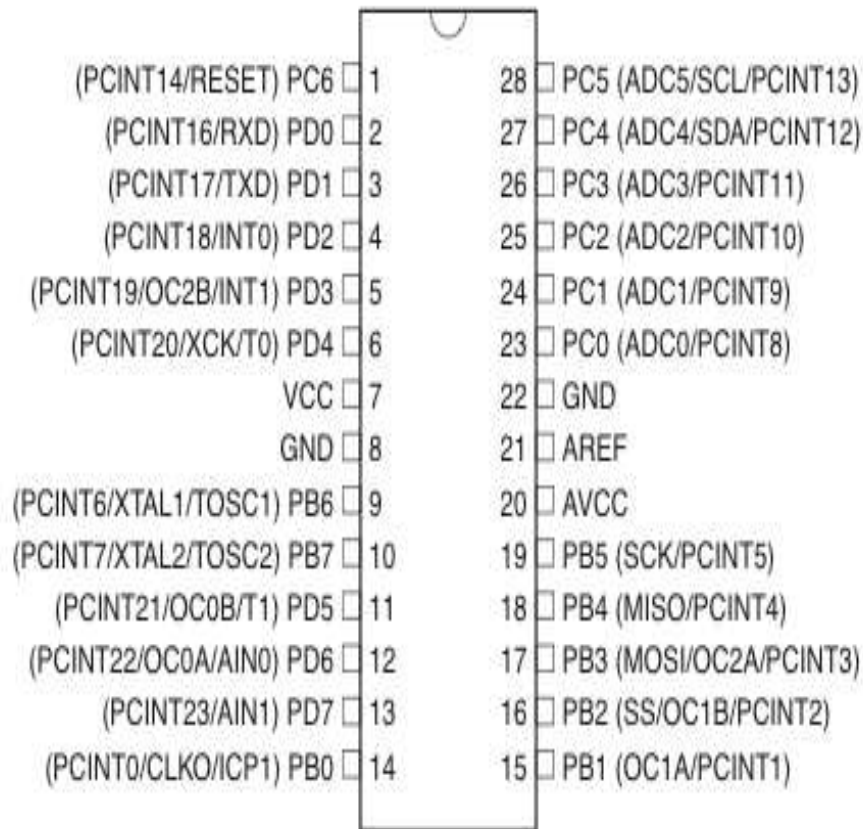 (PCINT14/RESET) PC6 1 28 PC5 (ADC5/SCL/PCINT13)
(PCINT16/RXD) PD0 2 27 PC4 (ADC4/SDA/PCINT12)
(PCINT17/TXD) PD1 3 26 PC3 (ADC3/PCINT11)
(PCINT18/INT0) PD2 4 25 PC2 (ADC2/PCINT10)
(PCINT19/OC2B/INT1) PD3 5 24 PC1 (ADC1/PCINT9)
(PCINT20/XCK/T0) PD4 6 23 PC0 (ADC0/PCINT8)
VCC 7 22 GND
GND 8 21 AREF
(PCINT6/XTAL1/TOSC1) PB6 9 20 AVCC
(PCINT7/XTAL2/TOSC2) PB7 10 19 PB5 (SCK/PCINT5)
(PCINT21/OC0B/T1) PD5 11 18 PB4 (MISO/PCINT4)
(PCINT22/OC0A/AIN0) PD6 12 17 PB3 (MOSI/OC2A/PCINT3)
(PCINT23/AIN1) PD7 13 16 PB2 (SS/OC1B/PCINT2)
(PCINT0/CLKO/ICP1) PB0 14 15 PB1 (OC1A/PCINT1)